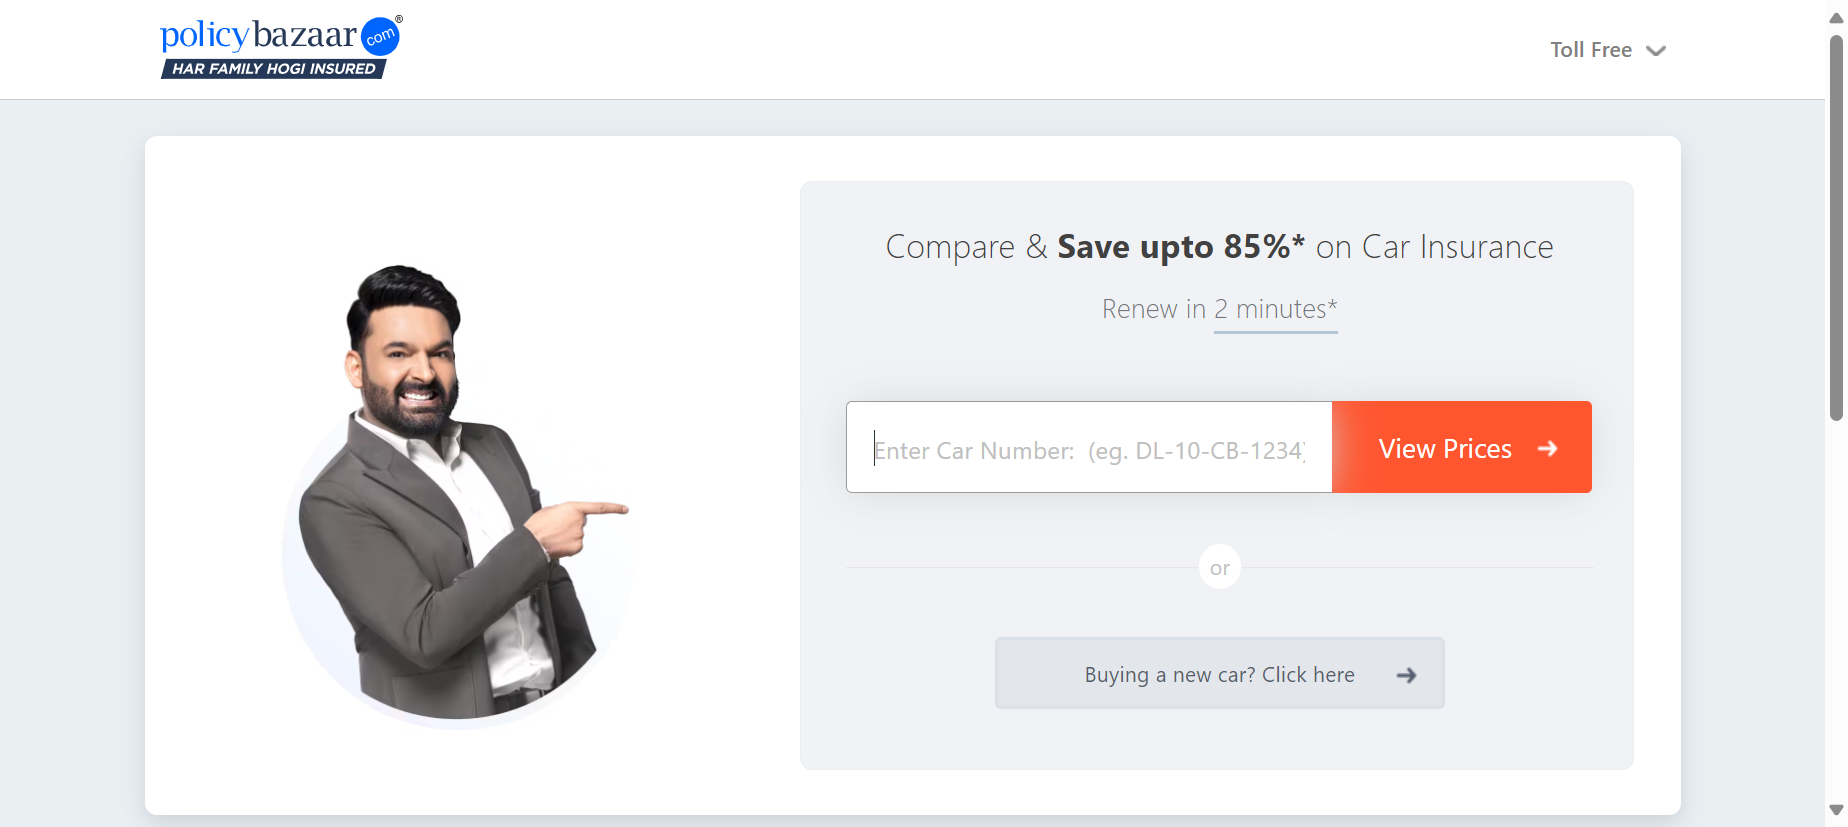 policybazaar com®
HAR FAMILY HOGI INSURED
Toll Free
Compare & Save upto 85%* on Car Insurance
Renew in 2 minutes*
Enter Car Number: (eg. DL-10-CB-1234)
View Prices
or
Buying a new car? Click here